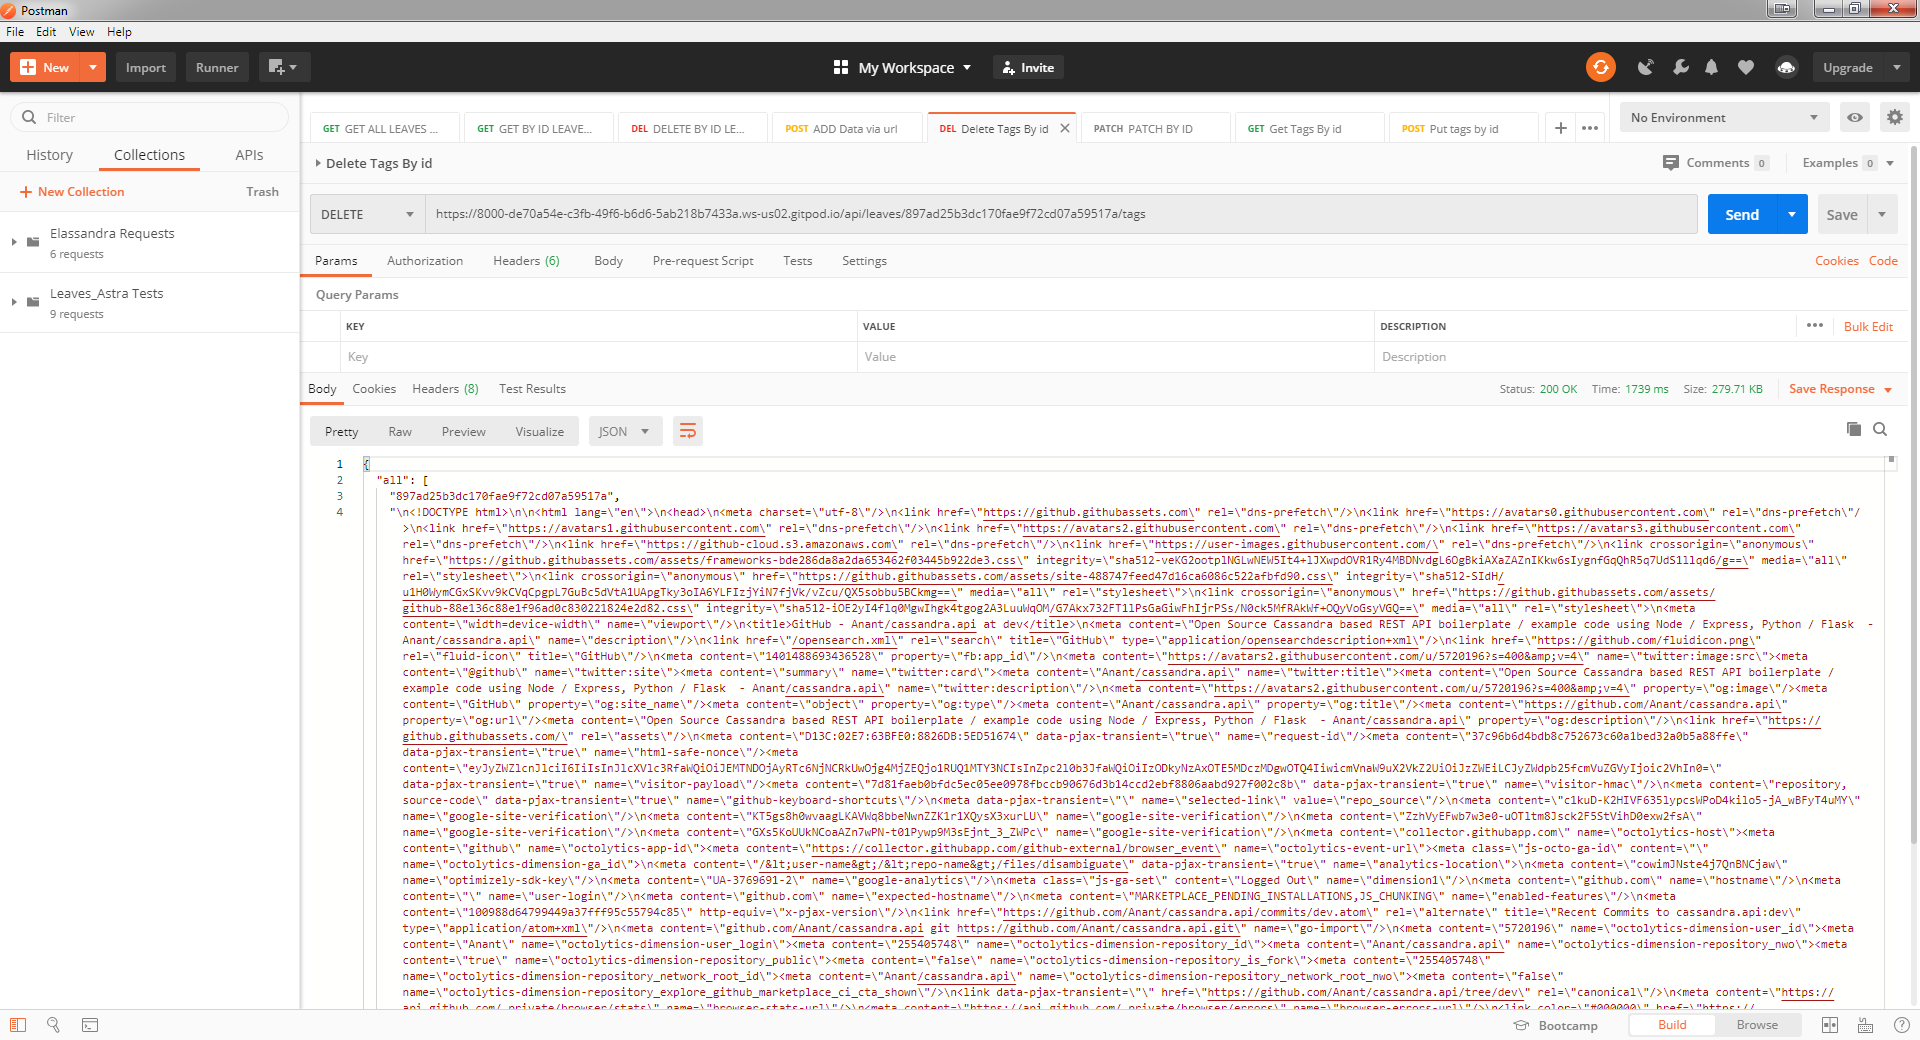 Postman
File Edit View Help
New Import Runner My Workspace Invite Upgrade
Filter
History Collections APIs
New Collection Trash
Elassandra Requests
6 requests
Leaves_Astra Tests
9 requests
GET GET ALL LEAVES ... GET GET BY ID LEAVE... DEL DELETE BY ID LE... POST ADD Data via url DEL Delete Tags By id PATCH PATCH BY ID GET Get Tags By id POST Put tags by id No Environment
Delete Tags By id Comments 0 Examples 0
DELETE https://8000-de70a54e-c3fb-49f6-b6d6-5ab218b7433a.ws-us02.gitpod.io/api/leaves/897ad25b3dc170fae9f72cd07a59517a/tags Send Save
Params Authorization Headers (6) Body Pre-request Script Tests Settings Cookies Code
Query Params
KEY VALUE DESCRIPTION Bulk Edit
Key Value Description
Body Cookies Headers (8) Test Results Status: 200 OK Time: 1739 ms Size: 279.71 KB Save Response
Pretty Raw Preview Visualize JSON
1 {
2 "all": [
3 "897ad25b3dc170fae9f72cd07a59517a",
4 "\n<!DOCTYPE html>\n\n<html lang=\"en\">\n<head>\n<meta charset=\"utf-8\"/>\n<link href=\"https://github.githubassets.com\" rel=\"dns-prefetch\"/>\n<link href=\"https://avatars0.githubusercontent.com\" rel=\"dns-prefetch\"/
>\n<link href=\"https://avatars1.githubusercontent.com\" rel=\"dns-prefetch\"/>\n<link href=\"https://avatars2.githubusercontent.com\" rel=\"dns-prefetch\"/>\n<link href=\"https://avatars3.githubusercontent.com\"
rel=\"dns-prefetch\"/>\n<link href=\"https://github-cloud.s3.amazonaws.com\" rel=\"dns-prefetch\"/>\n<link href=\"https://user-images.githubusercontent.com/\" rel=\"dns-prefetch\"/>\n<link crossorigin=\"anonymous\"
href=\"https://github.githubassets.com/assets/frameworks-bde286da8a2da653462f03445b922de3.css\" integrity=\"media=\"all\"
rel=\"stylesheet\">\n<link crossorigin=\"anonymous\" href=\"https://github.githubassets.com/assets/site-488747feed47d16ca6086c522afbfd90.css\" integrity=\"sha512-SIdH/
media=\"all\" rel=\"stylesheet\">\n<link crossorigin=\"anonymous\" href=\"https://github.githubassets.com/assets/
github-88e136c88e1f96ad0c830221824e2d82.css\" integrity=\"media=\"all\" rel=\"stylesheet\">\n<meta
content=\"width=device-width\" name=\"viewport\"/>\n<title>GitHub - Anant/cassandra.api at dev</title>\n<meta content=\"Open Source Cassandra based REST API boilerplate / example code using Node / Express, Python / Flask  -
Anant/cassandra.api\" name=\"description\"/>\n<link href=\"/opensearch.xml\" rel=\"search\" title=\"GitHub\" type=\"application/opensearchdescription+xml\"/>\n<link href=\"https://github.com/fluidicon.png\"
rel=\"fluid-icon\" title=\"GitHub\"/>\n<meta content=\"1401488693436528\" property=\"fb:app_id\"/>\n<meta content=\"https://avatars2.githubusercontent.com/u/5720196?s=400&amp;v=4\" name=\"twitter:image:src\"><meta
content=\"@github\" name=\"twitter:site\"><meta content=\"summary\" name=\"twitter:card\"><meta content=\"Anant/cassandra.api\" name=\"twitter:title\"><meta content=\"Open Source Cassandra based REST API boilerplate /
example code using Node / Express, Python / Flask  - Anant/cassandra.api\" name=\"twitter:description\"/>\n<meta content=\"https://avatars2.githubusercontent.com/u/5720196?s=400&amp;v=4\" property=\"og:image\"/><meta
content=\"GitHub\" property=\"og:site_name\"/><meta content=\"object\" property=\"og:type\"/><meta content=\"Anant/cassandra.api\" property=\"og:title\"/><meta content=\"https://github.com/Anant/cassandra.api\"
property=\"og:url\"/><meta content=\"Open Source Cassandra based REST API boilerplate / example code using Node / Express, Python / Flask  - Anant/cassandra.api\" property=\"og:description\"/>\n<link href=\"https://
github.githubassets.com/\" rel=\"assets\"/>\n<meta content=\"D13C:02E7:63BFE0:8826DB:5ED51674\" data-pjax-transient=\"true\" name=\"request-id\"/><meta content=\"37c96b6d4bdb8c752673c60a1bed32a0b5a88ffe\"
data-pjax-transient=\"true\" name=\"html-safe-nonce\"/><meta
data-pjax-transient=\"true\" name=\"visitor-payload\"/><meta content=\"7d81faeb0bfdc5ec05ee0978fbccb90676d3b14ccd2ebf8806aabd927f002c8b\" data-pjax-transient=\"true\" name=\"visitor-hmac\"/><meta content=\"repository,
source-code\" data-pjax-transient=\"true\" name=\"github-keyboard-shortcuts\"/>\n<meta data-pjax-transient=\"\" name=\"selected-link\" value=\"repo_source\"/>\n<meta content=\"c1kuD-K2HIVF635lypcsWPoD4kilo5-jA_wBFyT4uMY\"
name=\"google-site-verification\"/>\n<meta content=\"KT5gs8h0wvaagLKAVWq8bbeNwnZZK1r1XQysX3xurLU\" name=\"google-site-verification\"/>\n<meta content=\"ZzhVyEFwb7w3e0-uOTltm8Jsck2F5StVihD0exw2fsA\"
name=\"google-site-verification\"/>\n<meta content=\"GXs5KoUUkNCoaAZn7wPN-t01Pywp9M3sEjnt_3_ZWPc\" name=\"google-site-verification\"/>\n<meta content=\"collector.githubapp.com\" name=\"octolytics-host\"><meta
content=\"github\" name=\"octolytics-app-id\"><meta content=\"https://collector.githubapp.com/github-external/browser_event\" name=\"octolytics-event-url\"><meta class=\"js-octo-ga-id\" content=\"\"
name=\"octolytics-dimension-ga_id\">\n<meta content=\"/&lt;user-name&gt;/&lt;repo-name&gt;/files/disambiguate\" data-pjax-transient=\"true\" name=\"analytics-location\">\n<meta content=\"cowimJNste4j7QnBNCjaw\"
name=\"optimizely-sdk-key\"/>\n<meta content=\"UA-3769691-2\" name=\"google-analytics\"/>\n<meta class=\"js-ga-set\" content=\"Logged Out\" name=\"dimension1\"/>\n<meta content=\"github.com\" name=\"hostname\"/>\n<meta
content=\"\" name=\"user-login\"/>\n<meta content=\"github.com\" name=\"expected-hostname\"/>\n<meta content=\"MARKETPLACE_PENDING_INSTALLATIONS,JS_CHUNKING\" name=\"enabled-features\"/>\n<meta
content=\"100988d64799449a37fff95c55794c85\" http-equiv=\"x-pjax-version\"/>\n<link href=\"https://github.com/Anant/cassandra.api/commits/dev.atom\" rel=\"alternate\" title=\"Recent Commits to cassandra.api:dev\"
type=\"application/atom+xml\"/>\n<meta content=\"github.com/Anant/cassandra.api git https://github.com/Anant/cassandra.api.git\" name=\"go-import\"/>\n<meta content=\"5720196\" name=\"octolytics-dimension-user_id\"><meta
content=\"Anant\" name=\"octolytics-dimension-user_login\"><meta content=\"255405748\" name=\"octolytics-dimension-repository_id\"><meta content=\"Anant/cassandra.api\" name=\"octolytics-dimension-repository_nwo\"><meta
content=\"true\" name=\"octolytics-dimension-repository_public\"><meta content=\"false\" name=\"octolytics-dimension-repository_is_fork\"><meta content=\"255405748\"
name=\"octolytics-dimension-repository_network_root_id\"><meta content=\"Anant/cassandra.api\" name=\"octolytics-dimension-repository_network_root_nwo\"><meta content=\"false\"
name=\"octolytics-dimension-repository_explore_github_marketplace_ci_cta_shown\"/>\n<link data-pjax-transient=\"\" href=\"https://github.com/Anant/cassandra.api/tree/dev\" rel=\"canonical\"/>\n<meta content=\"https://
api.github.com/_private/browser/stats\" name=\"browser-stats-url\"/>\n<meta content=\"https://api.github.com/_private/browser/errors\" name=\"browser-errors-url\"/>\n<link color=\"#000000\" href=\"https://
Bootcamp Build Browse